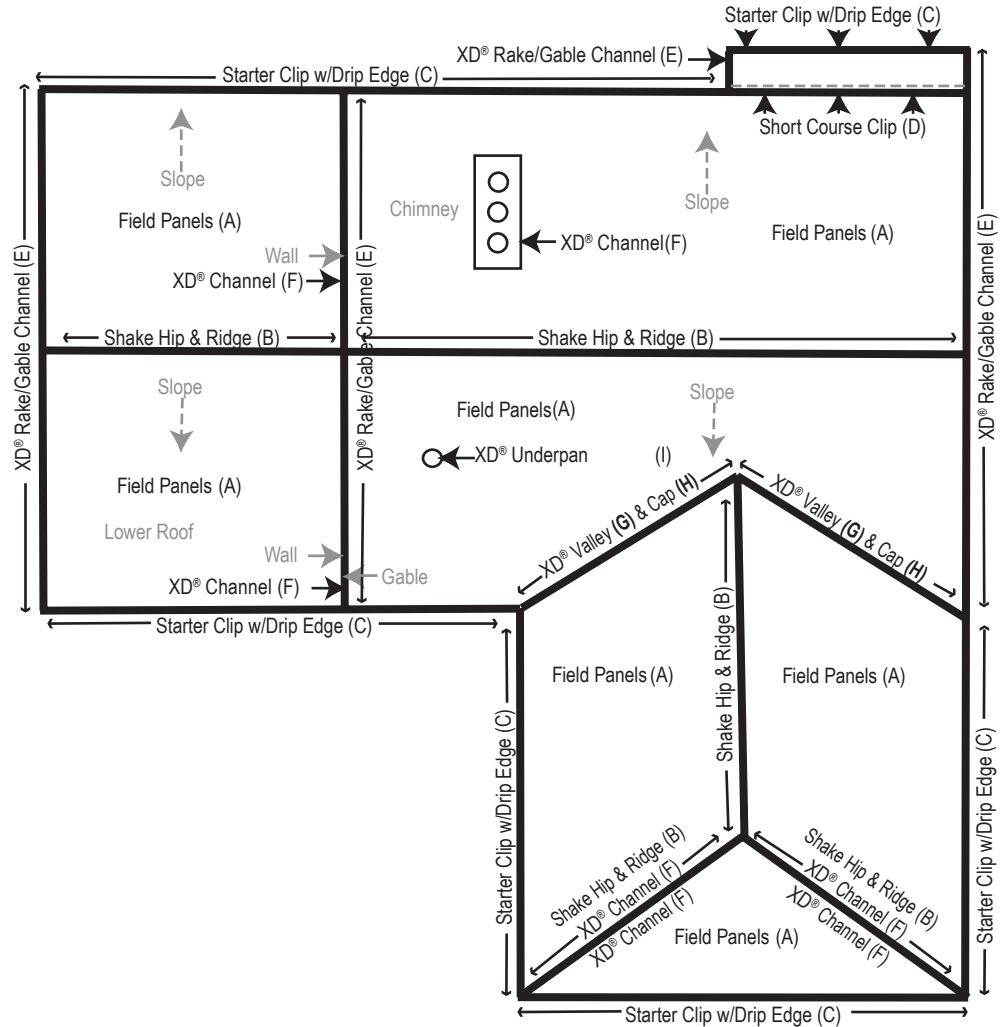 Starter Clip w/Drip Edge (C)
XD® Rake/Gable Channel (E)
Starter Clip w/Drip Edge (C)
Short Course Clip (D)
Slope
Slope
Chimney
Field Panels (A)
XD® Channel(F)
Field Panels (A)
Wall
XD® Channel (F)
XD® Rake/Gable Channel (E)
XD® Rake/Gable Channel (E)
XD® Rake/Gable Channel (E)
Shake Hip & Ridge (B)
Shake Hip & Ridge (B)
Slope
Slope
Field Panels(A)
XD® Underpan
(I)
Field Panels (A)
Lower Roof
XD® Valley (G) & Cap (H)
XD® Valley (G) & Cap (H)
Wall
Gable
XD® Channel (F)
Starter Clip w/Drip Edge (C)
Shake Hip & Ridge (B)
Field Panels (A)
Field Panels (A)
Starter Clip w/Drip Edge (C)
Starter Clip w/Drip Edge (C)
Shake Hip & Ridge (B)
XD® Channel (F)
XD® Channel (F)
Shake Hip & Ridge (B)
XD® Channel (F)
XD® Channel (F)
Field Panels (A)
Starter Clip w/Drip Edge (C)